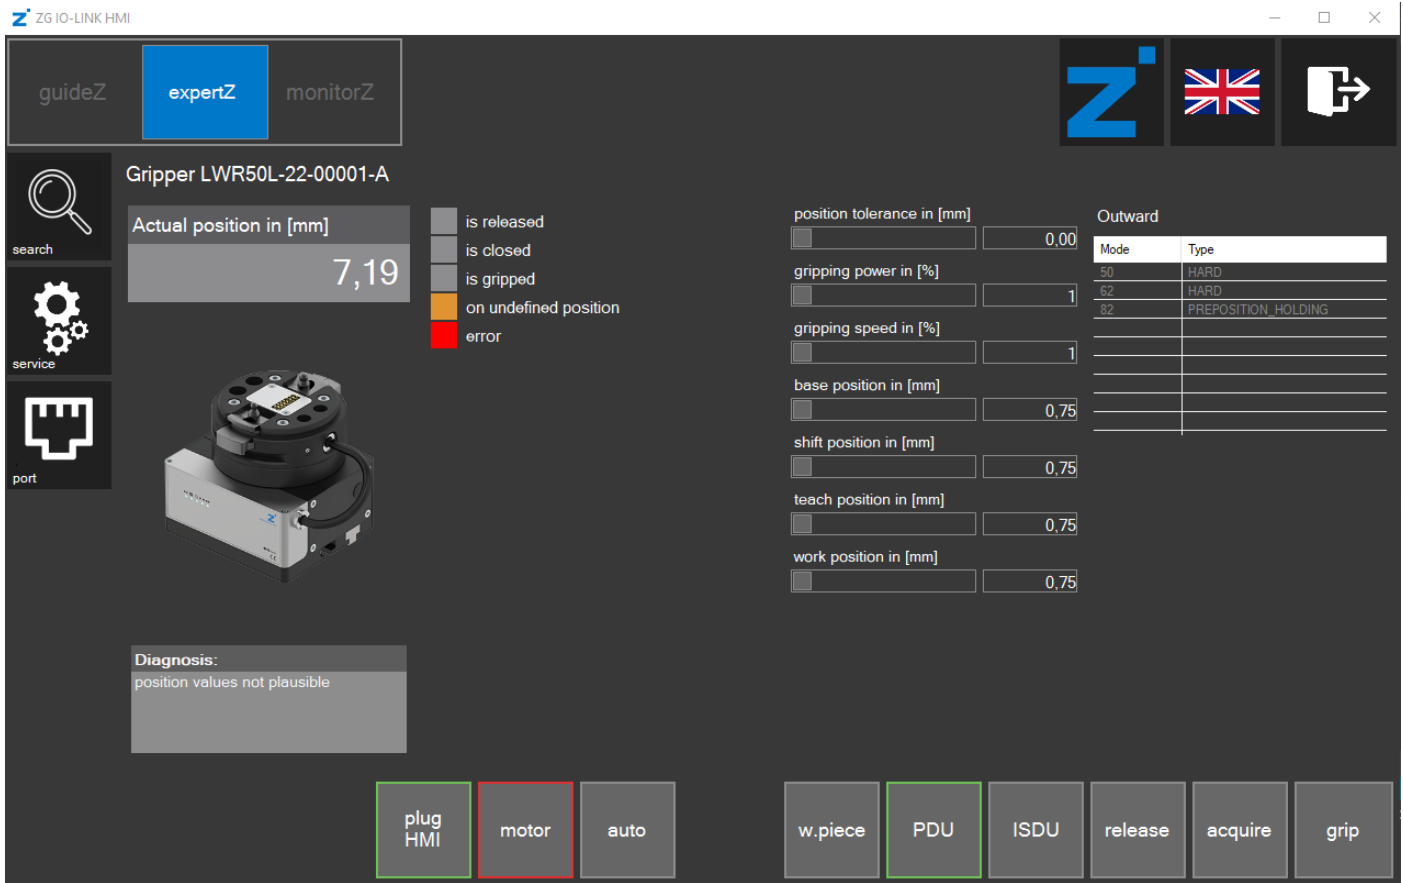 ZG IO-LINK HMI
guideZ
expertZ
monitorZ
Gripper LWR50L-22-00001-A
search
service
port
Actual position in [mm]
7,19
is released
is closed
is gripped
on undefined position
error
position tolerance in [mm]
0,00
gripping power in [%]
1
gripping speed in [%]
1
base position in [mm]
0,75
shift position in [mm]
0,75
teach position in [mm]
0,75
work position in [mm]
0,75
Outward
Mode Type
50 HARD
62 HARD
82 PREPOSITION_HOLDING
Diagnosis:
position values not plausible
plug
HMI
motor
auto
w.piece
PDU
ISDU
release
acquire
grip